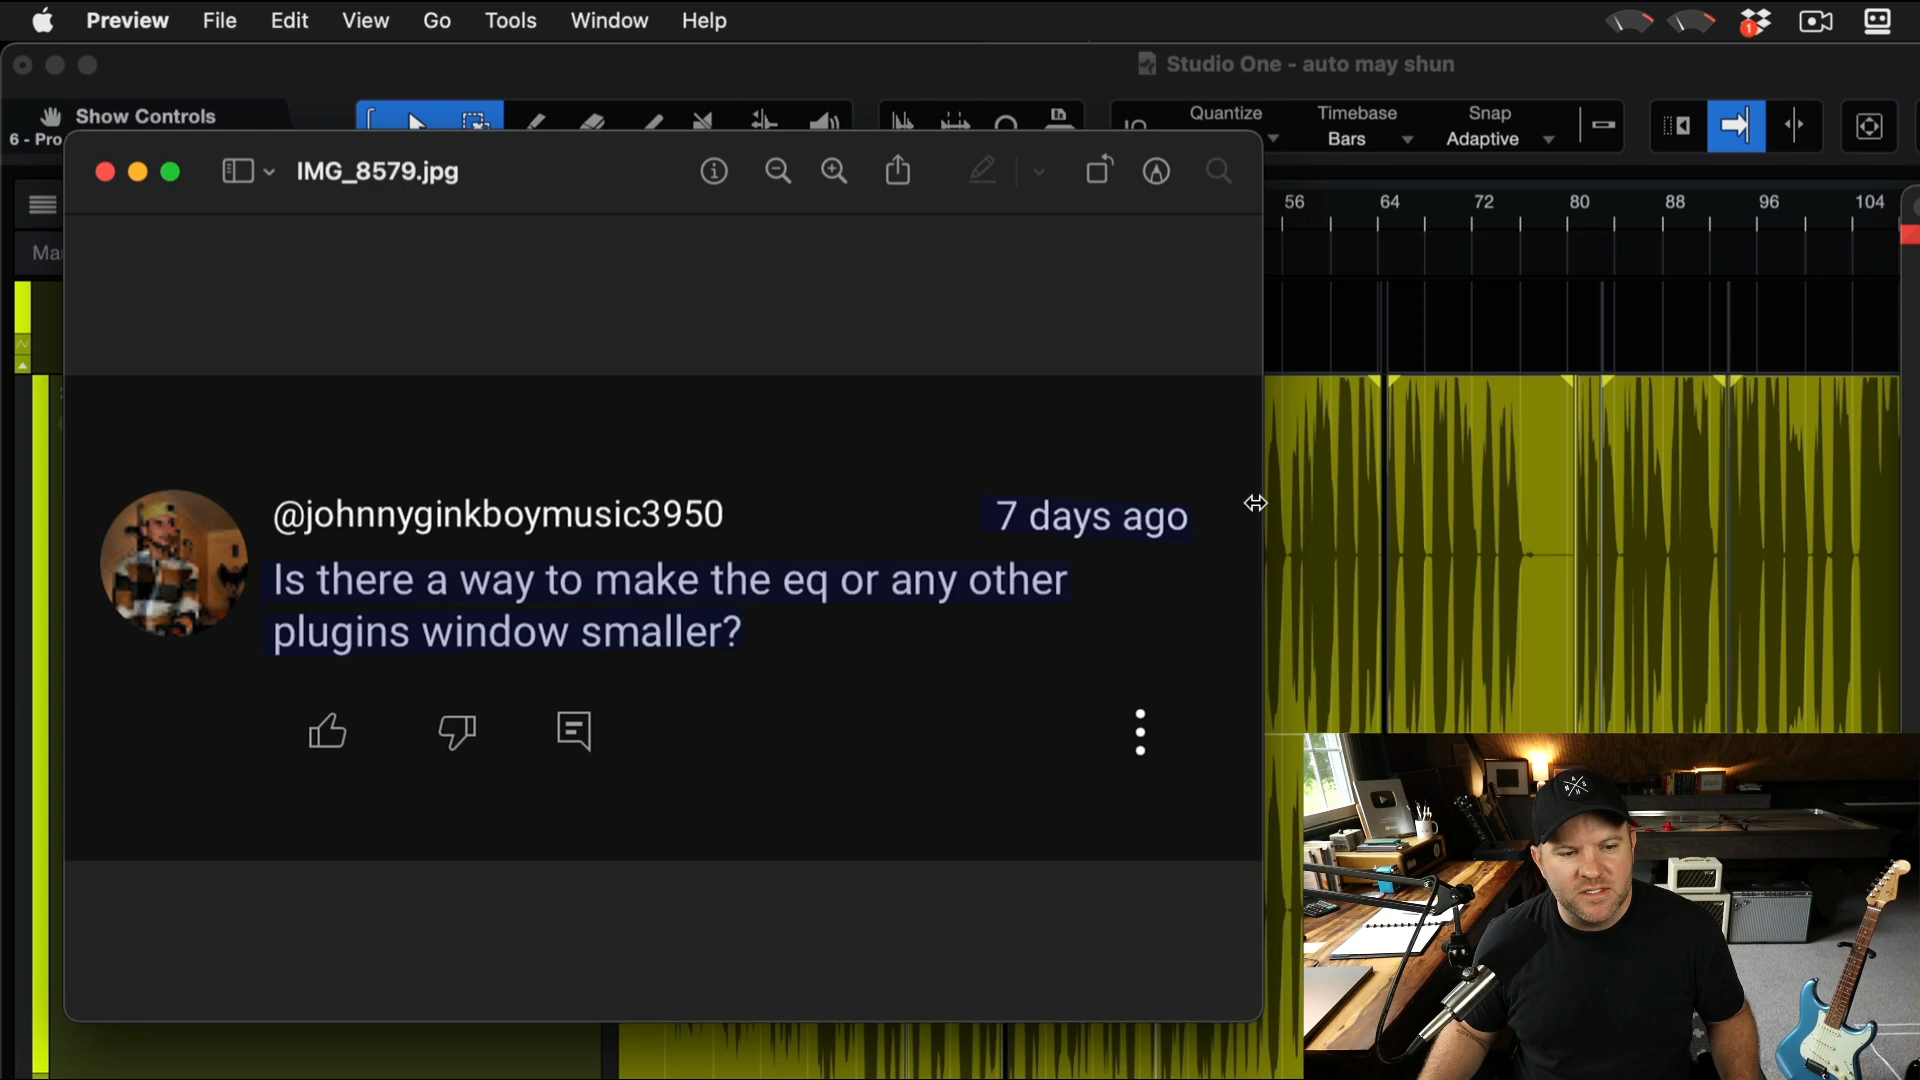 Preview File Edit View Go Tools Window Help
1
Studio One - auto may shun
Show Controls
6 - Pro
Quantize Timebase Snap
Bars Adaptive
IMG_8579.jpg
56 64 72 80 88 96 104
Ma
@johnnyginkboymusic3950 7 days ago
Is there a way to make the eq or any other
plugins window smaller?